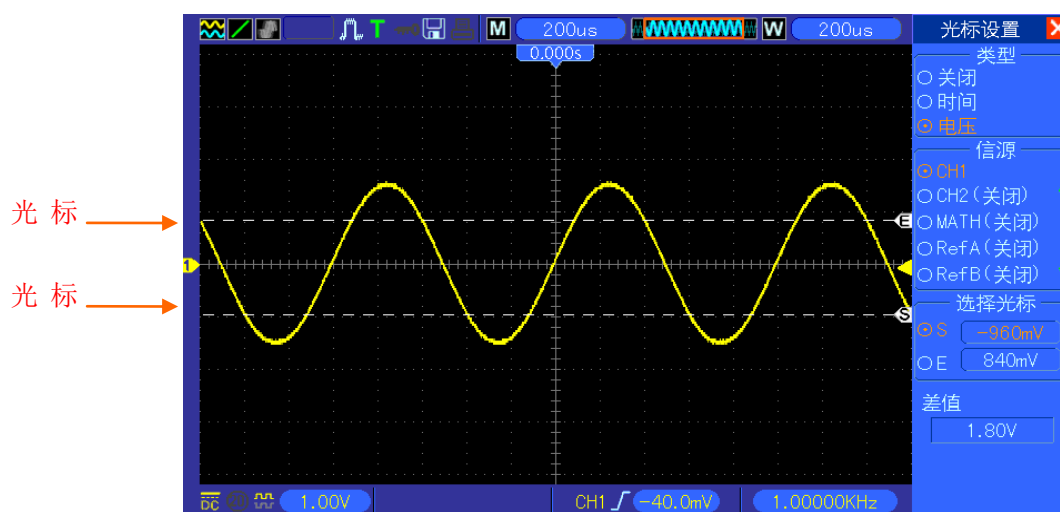 M 200us W 200us
0.000s
光标设置
类型
关闭
时间
电压
信源
CH1
CH2(关闭)
MATH(关闭)
RefA(关闭)
RefB(关闭)
选择光标
S -960mV
E 840mV
差值
1.80V
光 标
光 标
T
E
S
1
DC 1.00V CH1 -40.0mV 1.00000KHz